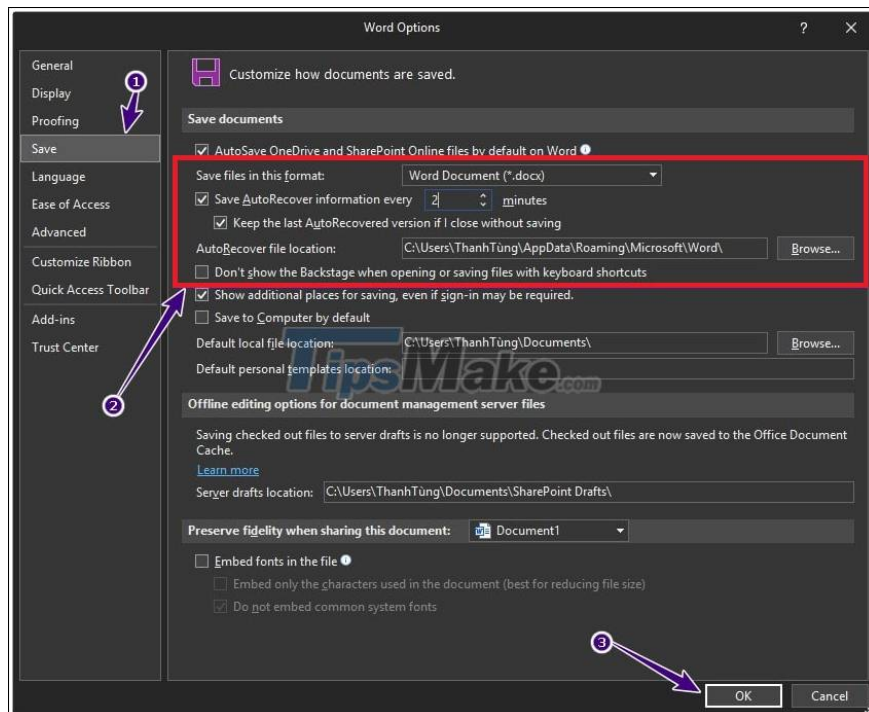 Word Options
?
General
Display
Proofing
Save
Language
Ease of Access
Advanced
Customize Ribbon
Quick Access Toolbar
Add-ins
Trust Center
1
2
Customize how documents are saved.
Save documents
AutoSave OneDrive and SharePoint Online files by default on Word
Save files in this format: Word Document (*.docx)
Save AutoRecover information every 2 minutes
Keep the last AutoRecovered version if I close without saving
AutoRecover file location: C:\Users\ThanhTùng\AppData\Roaming\Microsoft\Word\ Browse...
Don't show the Backstage when opening or saving files with keyboard shortcuts
Show additional places for saving, even if sign-in may be required.
Save to Computer by default
Default local file location: C:\Users\ThanhTùng\Documents\ Browse...
Default personal templates location:
TipsMake.com
Offline editing options for document management server files
Saving checked out files to server drafts is no longer supported. Checked out files are now saved to the Office Document
Cache.
Learn more
Server drafts location: C:\Users\ThanhTùng\Documents\SharePoint Drafts\
Preserve fidelity when sharing this document: Document1
Embed fonts in the file
Embed only the characters used in the document (best for reducing file size)
Do not embed common system fonts
3
OK Cancel